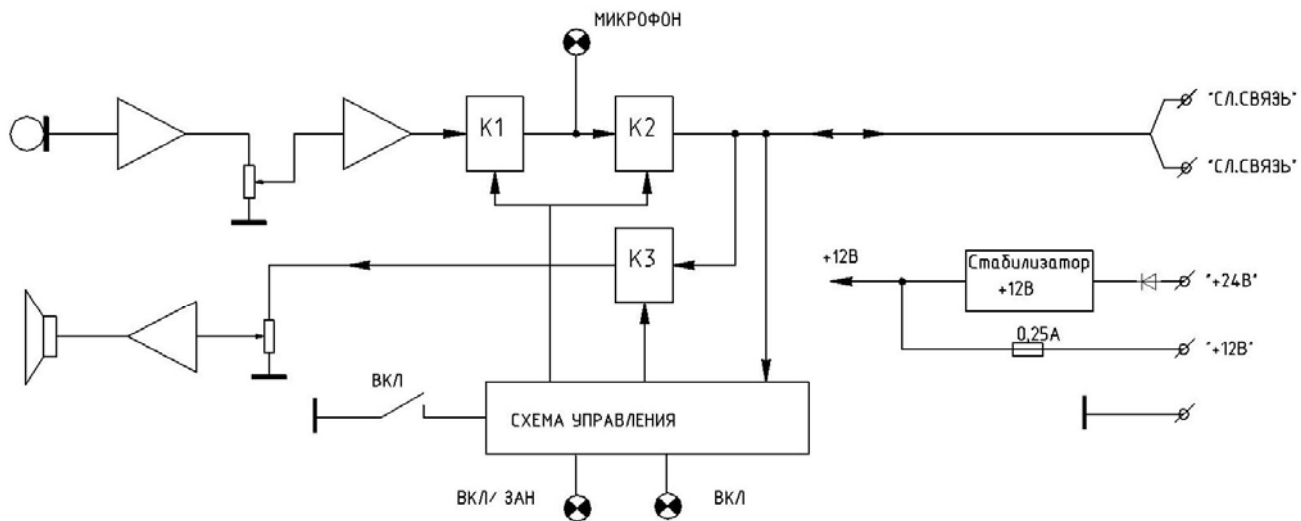 МИКРОФОН
"СЛ.СВЯЗЬ"
К1
К2
"СЛ.СВЯЗЬ"
К3
+12В
Стабилизатор
+12В
"+24В"
0,25А
"+12В"
ВКЛ
СХЕМА УПРАВЛЕНИЯ
ВКЛ/ ЗАН
ВКЛ